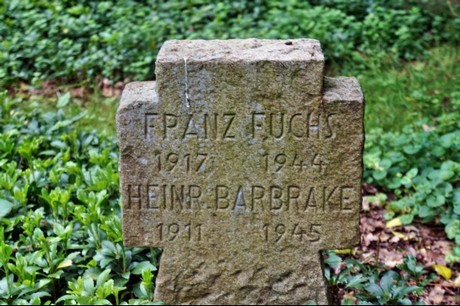 FRANZ FUCHS
1917 1944
HEINR. BARBRAKE
1911 1945